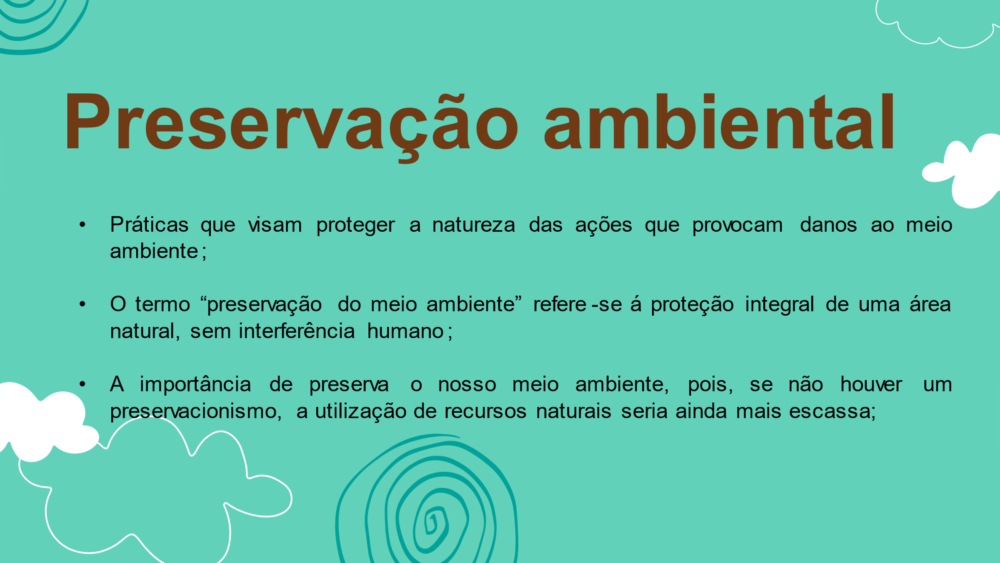 Preservação ambiental
• Práticas que visam proteger a natureza das ações que provocam danos ao meio
ambiente;
• O termo “preservação do meio ambiente” refere-se á proteção integral de uma área
natural, sem interferência humano;
• A importância de preserva o nosso meio ambiente, pois, se não houver um
preservacionismo, a utilização de recursos naturais seria ainda mais escassa;